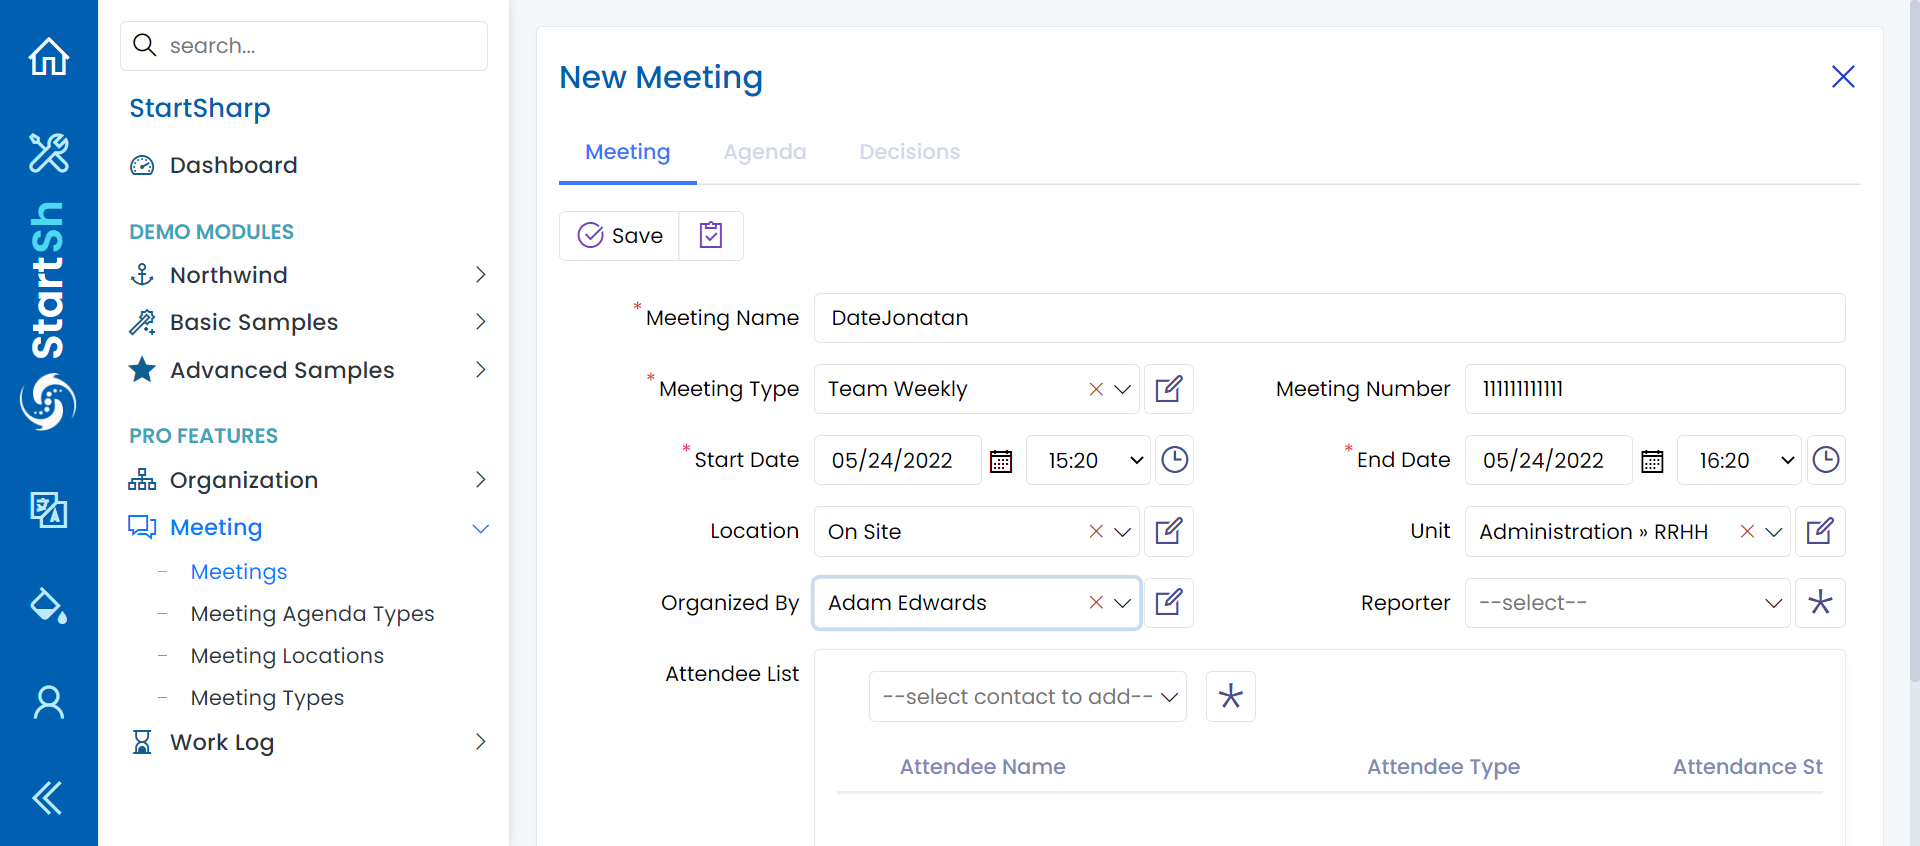 StartSh
search...
StartSharp
Dashboard
DEMO MODULES
Northwind
Basic Samples
Advanced Samples
PRO FEATURES
Organization
Meeting
Meetings
Meeting Agenda Types
Meeting Locations
Meeting Types
Work Log
New Meeting
Meeting Agenda Decisions
Save
* Meeting Name DateJonatan
* Meeting Type Team Weekly Meeting Number 1111111111111
* Start Date 05/24/2022 15:20 * End Date 05/24/2022 16:20
Location On Site Unit Administration » RRHH
Organized By Adam Edwards Reporter --select--
Attendee List
--select contact to add--
Attendee Name Attendee Type Attendance St